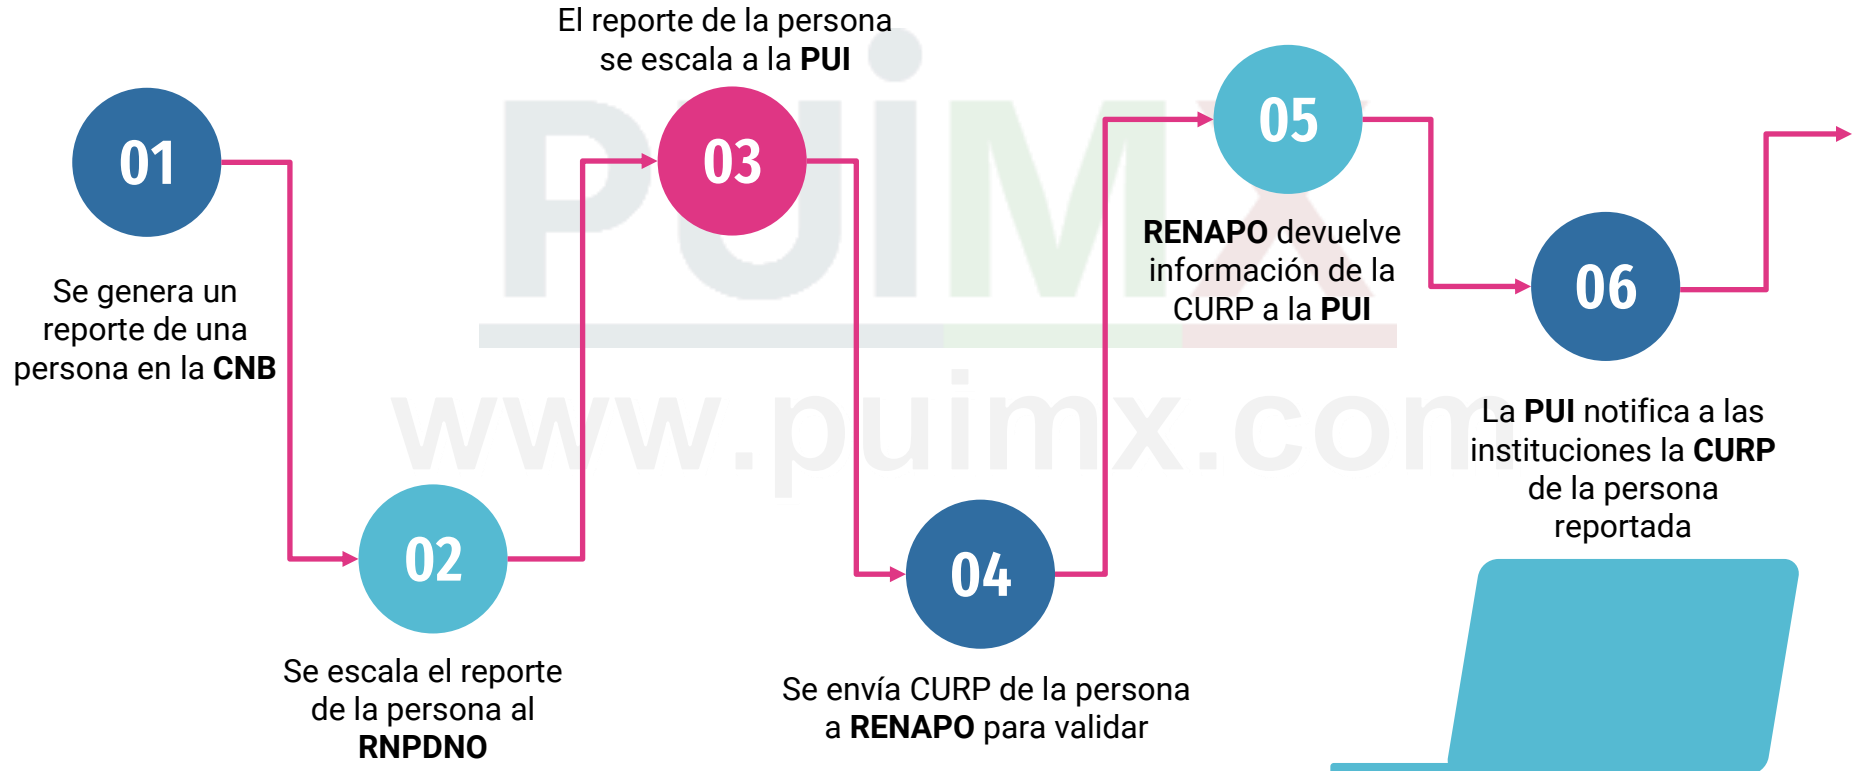 01
Se genera un
reporte de una
persona en la CNB
02
Se escala el reporte
de la persona al
RNPDNO
El reporte de la persona
se escala a la PUI
03
04
Se envía CURP de la persona
a RENAPO para validar
05
RENAPO devuelve
información de la
CURP a la PUI
06
La PUI notifica a las
instituciones la CURP
de la persona
reportada
PUiMX
www.puimx.com